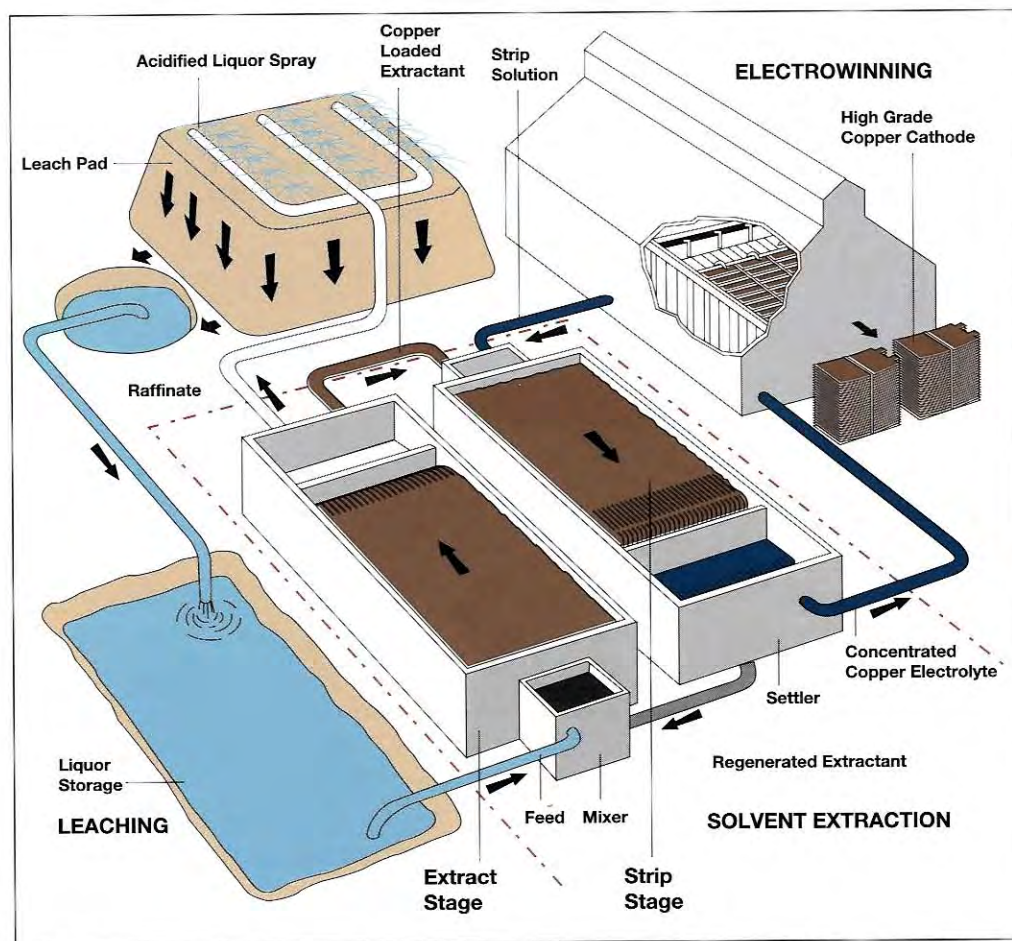 Acidified Liquor Spray
Copper
Loaded
Extractant
Strip
Solution
ELECTROWINNING
High Grade
Copper Cathode
Leach Pad
Raffinate
Concentrated
Copper Electrolyte
Settler
Liquor
Storage
Regenerated Extractant
LEACHING
Feed
Mixer
SOLVENT EXTRACTION
Extract
Stage
Strip
Stage